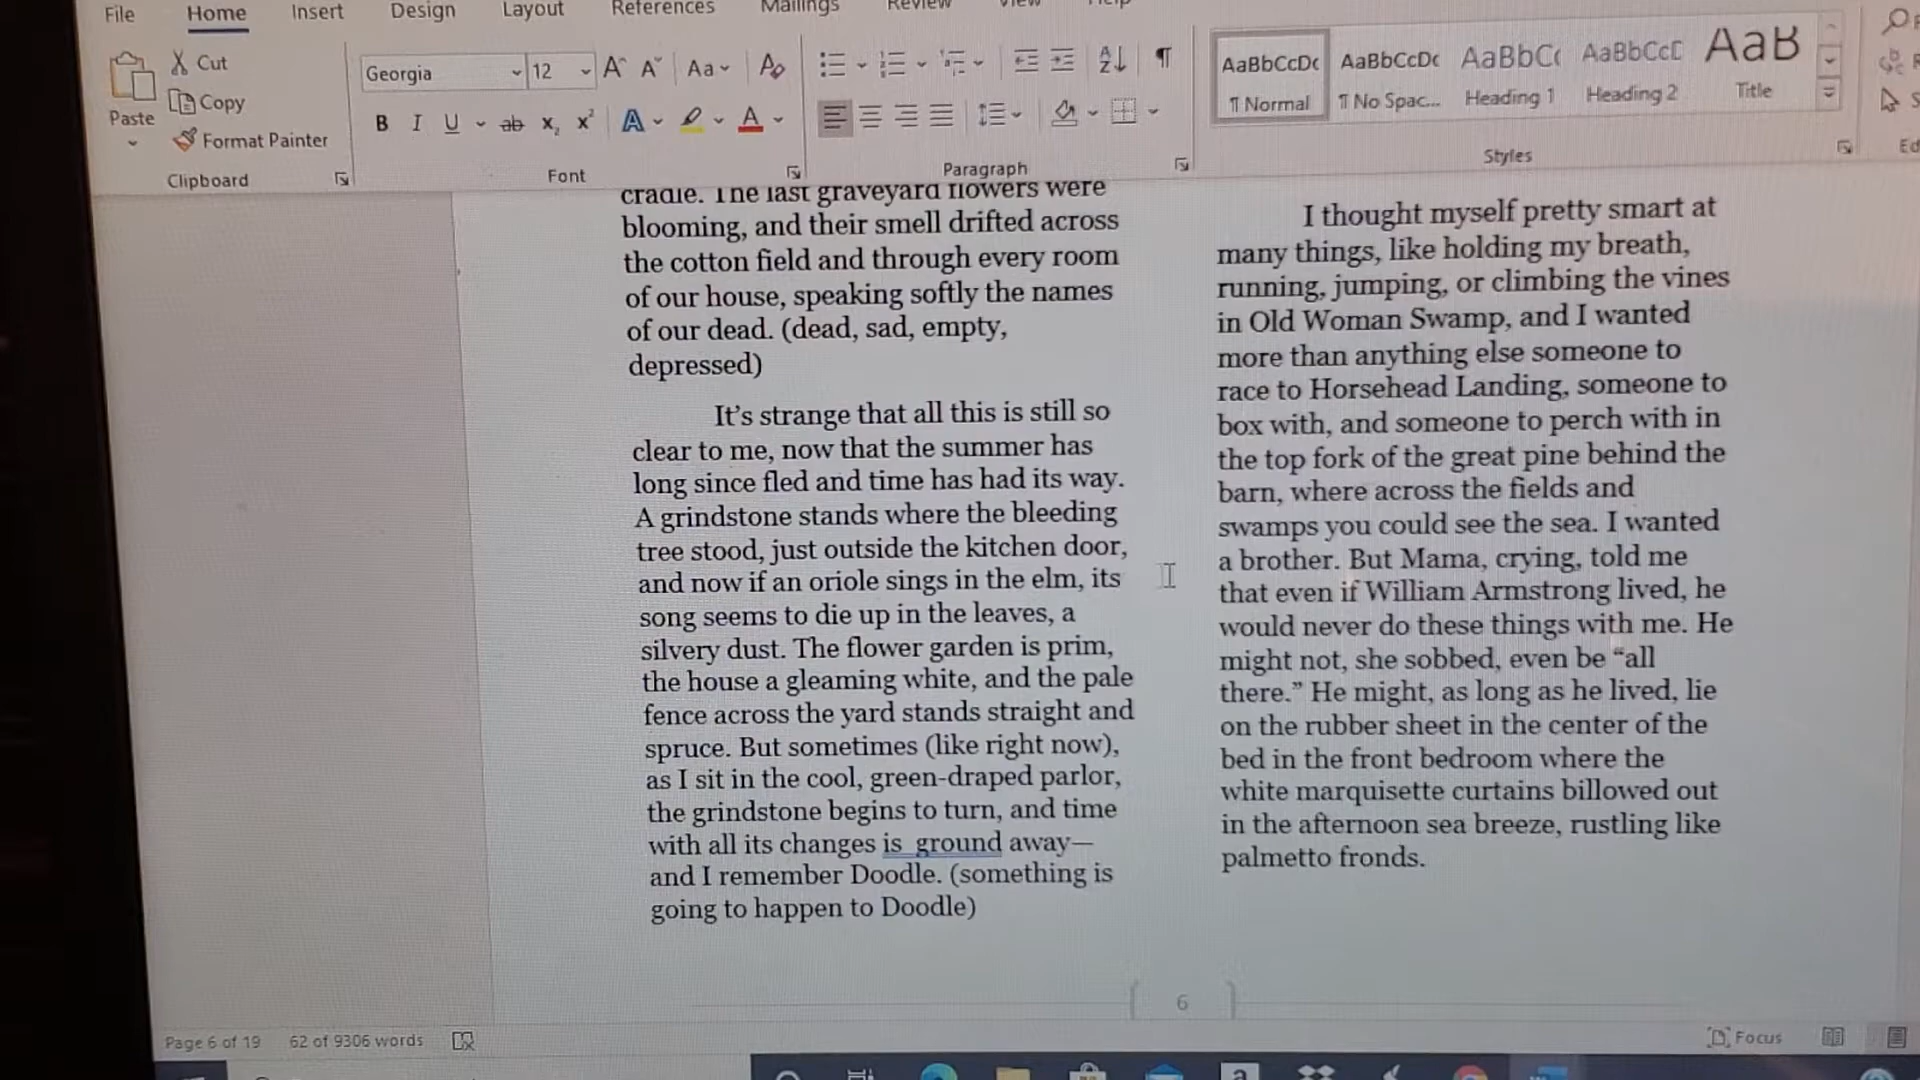 File Home Insert Design Layout References Mailings Review View Help
Paste
Cut
Copy
Format Painter
Clipboard
Georgia 12
Aa
B I U ab x₂ x² A A
Font
Paragraph
AaBbCcDc AaBbCcDc AaBbC( AaBbCcC AaB
¶ Normal ¶ No Spac... Heading 1 Heading 2 Title
Styles
cradle. The last graveyard flowers were
blooming, and their smell drifted across
the cotton field and through every room
of our house, speaking softly the names
of our dead. (dead, sad, empty,
depressed)
It’s strange that all this is still so
clear to me, now that the summer has
long since fled and time has had its way.
A grindstone stands where the bleeding
tree stood, just outside the kitchen door,
and now if an oriole sings in the elm, its
song seems to die up in the leaves, a
silvery dust. The flower garden is prim,
the house a gleaming white, and the pale
fence across the yard stands straight and
spruce. But sometimes (like right now),
as I sit in the cool, green-draped parlor,
the grindstone begins to turn, and time
with all its changes is ground away—
and I remember Doodle. (something is
going to happen to Doodle)
I thought myself pretty smart at
many things, like holding my breath,
running, jumping, or climbing the vines
in Old Woman Swamp, and I wanted
more than anything else someone to
race to Horsehead Landing, someone to
box with, and someone to perch with in
the top fork of the great pine behind the
barn, where across the fields and
swamps you could see the sea. I wanted
a brother. But Mama, crying, told me
that even if William Armstrong lived, he
would never do these things with me. He
might not, she sobbed, even be “all
there.” He might, as long as he lived, lie
on the rubber sheet in the center of the
bed in the front bedroom where the
white marquisette curtains billowed out
in the afternoon sea breeze, rustling like
palmetto fronds.
6
Page 6 of 19 62 of 9306 words Focus